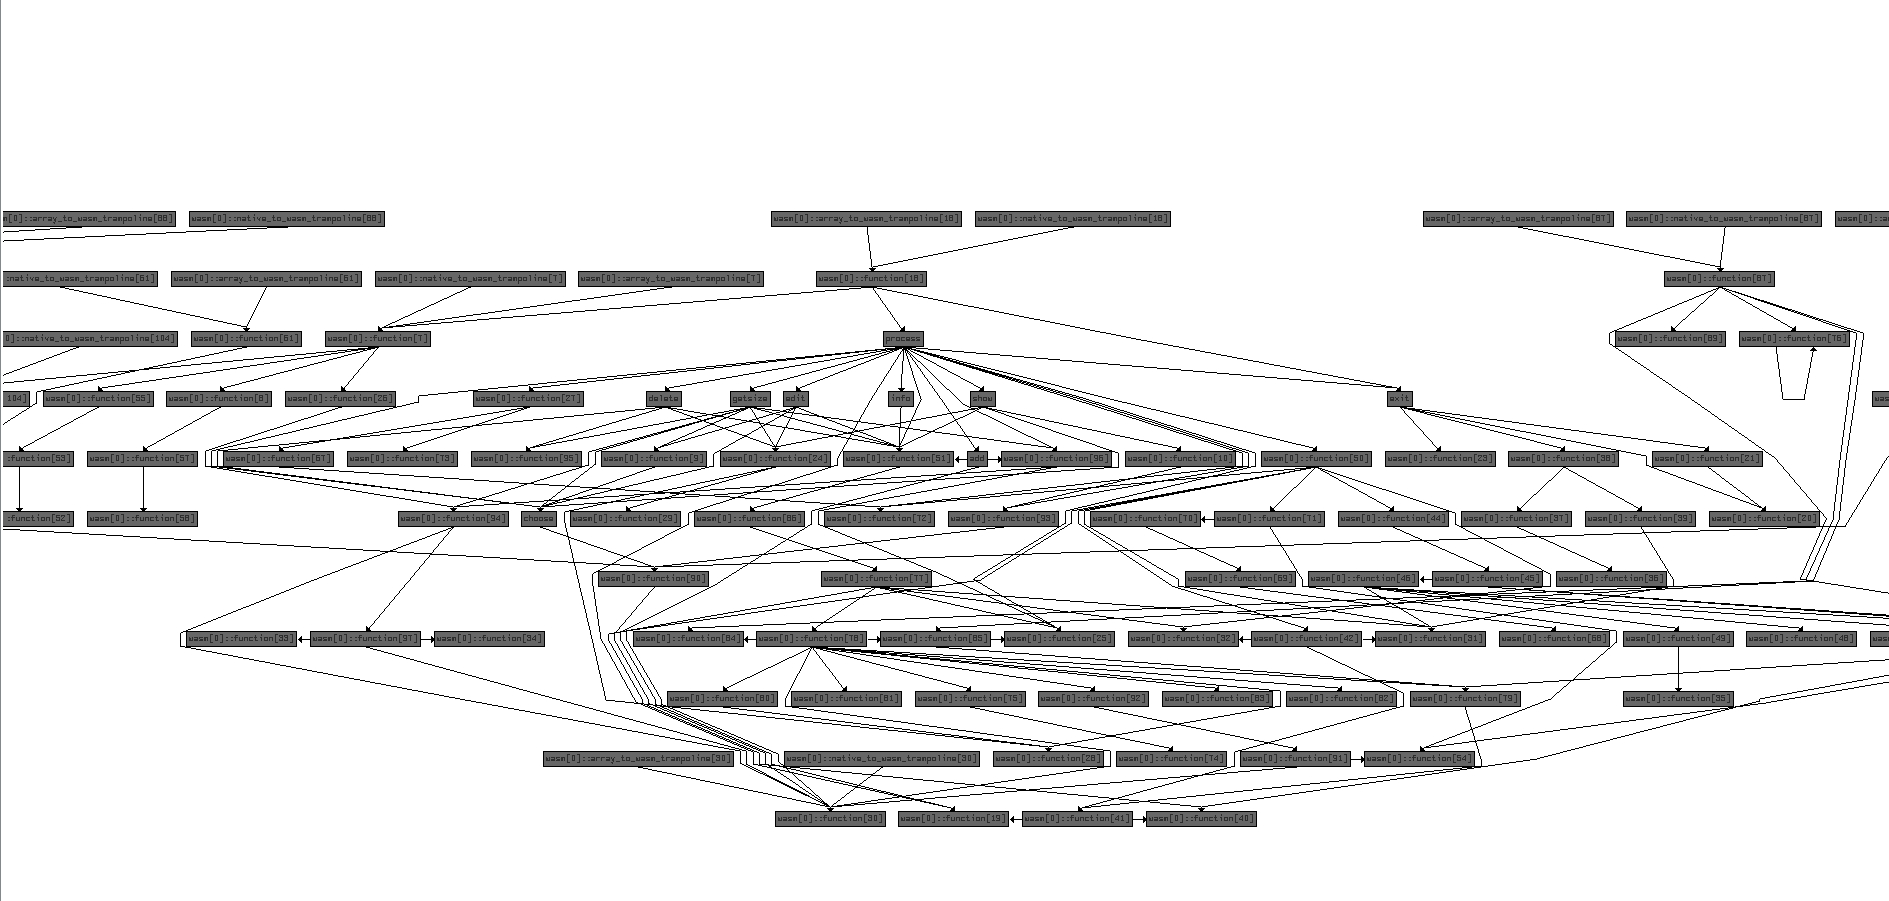 wasm[0]::native_to_wasm_trampoline[88]
wasm[0]::array_to_wasm_trampoline[18]
wasm[0]::native_to_wasm_trampoline[18]
wasm[0]::array_to_wasm_trampoline[87]
wasm[0]::native_to_wasm_trampoline[87]
::native_to_wasm_trampoline[61]
wasm[0]::array_to_wasm_trampoline[61]
wasm[0]::native_to_wasm_trampoline[7]
wasm[0]::array_to_wasm_trampoline[7]
wasm[0]::function[18]
wasm[0]::function[87]
0]::native_to_wasm_trampoline[104]
wasm[0]::function[61]
wasm[0]::function[7]
process
wasm[0]::function[89]
wasm[0]::function[76]
104]
wasm[0]::function[55]
wasm[0]::function[8]
wasm[0]::function[26]
wasm[0]::function[27]
delete
getsize
edit
info
show
exit
:function[53]
wasm[0]::function[57]
wasm[0]::function[67]
wasm[0]::function[73]
wasm[0]::function[95]
wasm[0]::function[9]
wasm[0]::function[24]
wasm[0]::function[51]
add
wasm[0]::function[96]
wasm[0]::function[10]
wasm[0]::function[50]
wasm[0]::function[23]
wasm[0]::function[38]
wasm[0]::function[21]
:function[52]
wasm[0]::function[58]
wasm[0]::function[94]
choose
wasm[0]::function[29]
wasm[0]::function[66]
wasm[0]::function[72]
wasm[0]::function[93]
wasm[0]::function[70]
wasm[0]::function[71]
wasm[0]::function[44]
wasm[0]::function[37]
wasm[0]::function[39]
wasm[0]::function[20]
wasm[0]::function[90]
wasm[0]::function[77]
wasm[0]::function[69]
wasm[0]::function[46]
wasm[0]::function[45]
wasm[0]::function[36]
wasm[0]::function[33]
wasm[0]::function[97]
wasm[0]::function[34]
wasm[0]::function[84]
wasm[0]::function[78]
wasm[0]::function[85]
wasm[0]::function[25]
wasm[0]::function[32]
wasm[0]::function[42]
wasm[0]::function[31]
wasm[0]::function[68]
wasm[0]::function[49]
wasm[0]::function[48]
wasm[0]::function[80]
wasm[0]::function[81]
wasm[0]::function[75]
wasm[0]::function[92]
wasm[0]::function[83]
wasm[0]::function[82]
wasm[0]::function[79]
wasm[0]::function[35]
wasm[0]::array_to_wasm_trampoline[30]
wasm[0]::native_to_wasm_trampoline[30]
wasm[0]::function[28]
wasm[0]::function[74]
wasm[0]::function[91]
wasm[0]::function[54]
wasm[0]::function[30]
wasm[0]::function[19]
wasm[0]::function[41]
wasm[0]::function[40]